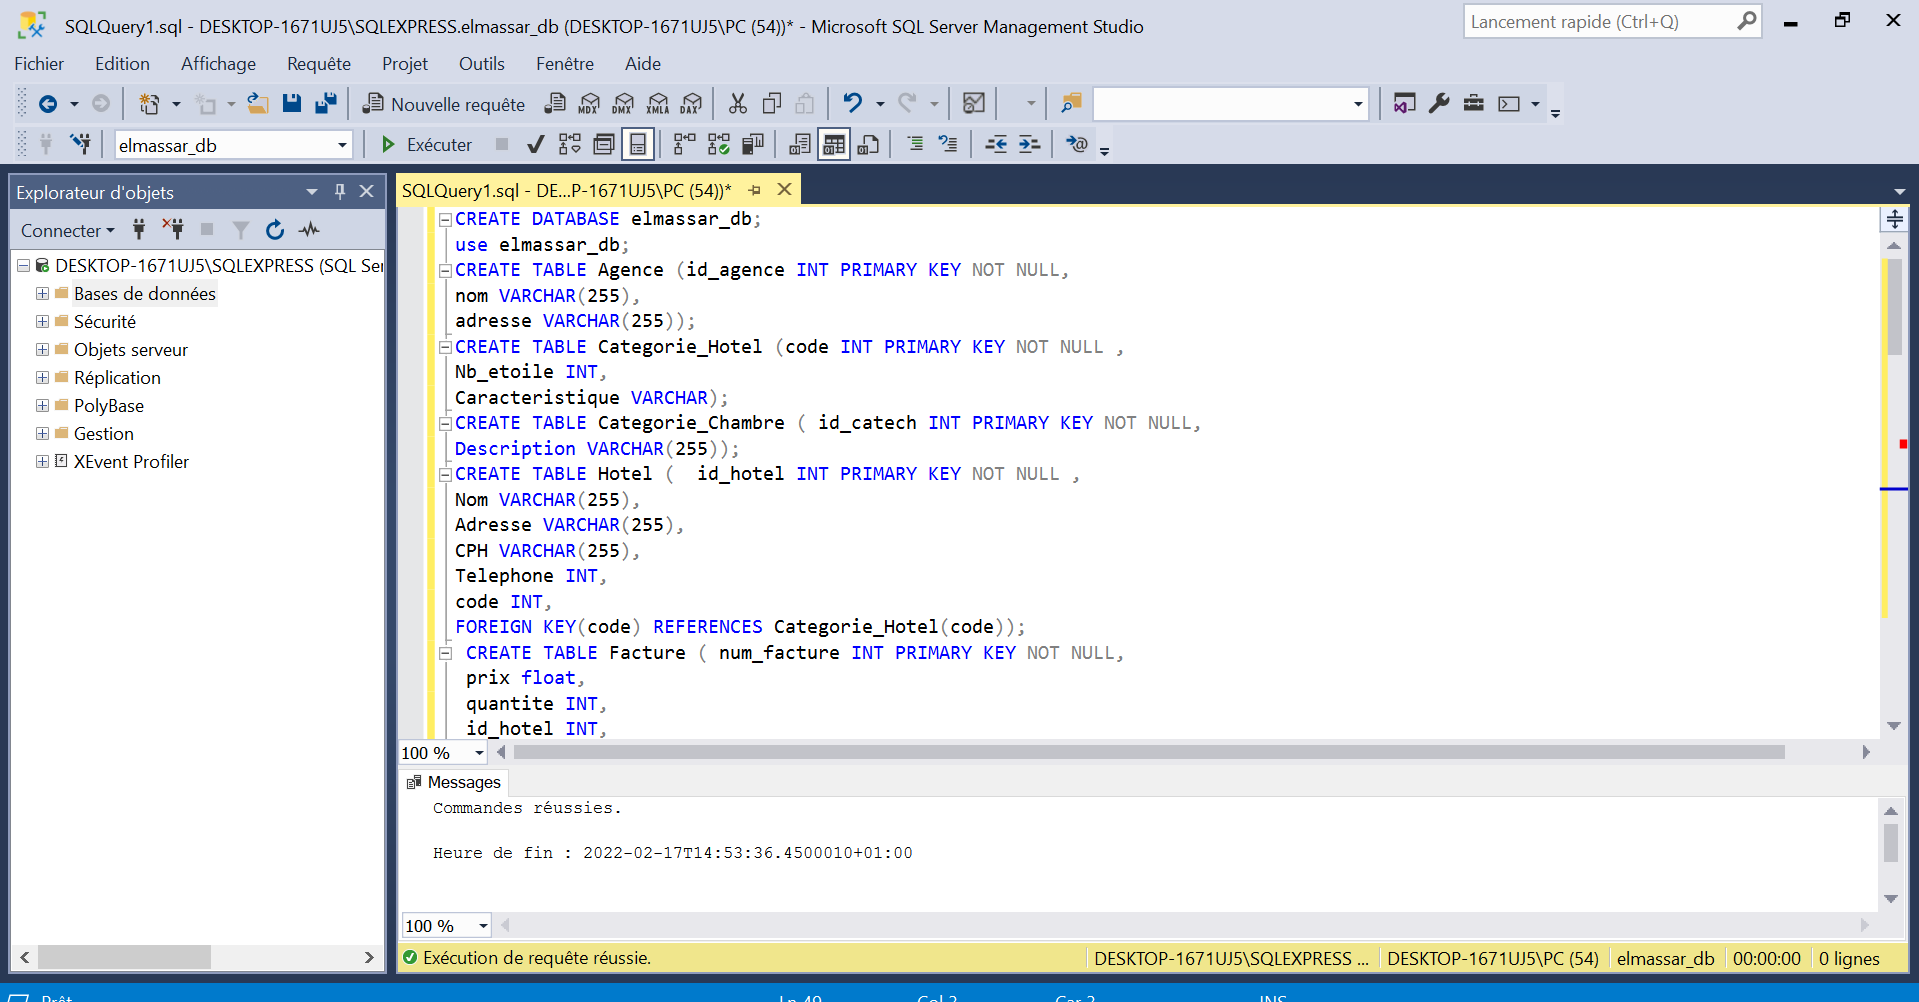 SQLQuery1.sql - DESKTOP-1671UJ5\SQLEXPRESS.elmassar_db (DESKTOP-1671UJ5\PC (54))* - Microsoft SQL Server Management Studio
Lancement rapide (Ctrl+Q)
Fichier Edition Affichage Requête Projet Outils Fenêtre Aide
Nouvelle requête MDX DMX XMLA DAX
elmassar_db Exécuter
Explorateur d'objets
Connecter
DESKTOP-1671UJ5\SQLEXPRESS (SQL Ser
Bases de données
Sécurité
Objets serveur
Réplication
PolyBase
Gestion
XEvent Profiler
SQLQuery1.sql - DE...P-1671UJ5\PC (54))*
CREATE DATABASE elmassar_db;
use elmassar_db;
CREATE TABLE Agence (id_agence INT PRIMARY KEY NOT NULL,
nom VARCHAR(255),
adresse VARCHAR(255));
CREATE TABLE Categorie_Hotel (code INT PRIMARY KEY NOT NULL ,
Nb_etoile INT,
Caracteristique VARCHAR);
CREATE TABLE Categorie_Chambre ( id_catech INT PRIMARY KEY NOT NULL,
Description VARCHAR(255));
CREATE TABLE Hotel (  id_hotel INT PRIMARY KEY NOT NULL ,
Nom VARCHAR(255),
Adresse VARCHAR(255),
CPH VARCHAR(255),
Telephone INT,
code INT,
FOREIGN KEY(code) REFERENCES Categorie_Hotel(code));
CREATE TABLE Facture ( num_facture INT PRIMARY KEY NOT NULL,
prix float,
quantite INT,
id_hotel INT,
100 %
Messages
Commandes réussies.
Heure de fin : 2022-02-17T14:53:36.4500010+01:00
100 %
Exécution de requête réussie. DESKTOP-1671UJ5\SQLEXPRESS ... DESKTOP-1671UJ5\PC (54) elmassar_db 00:00:00 0 lignes
Prêt Ln 49 Col 2 Car 2 INS